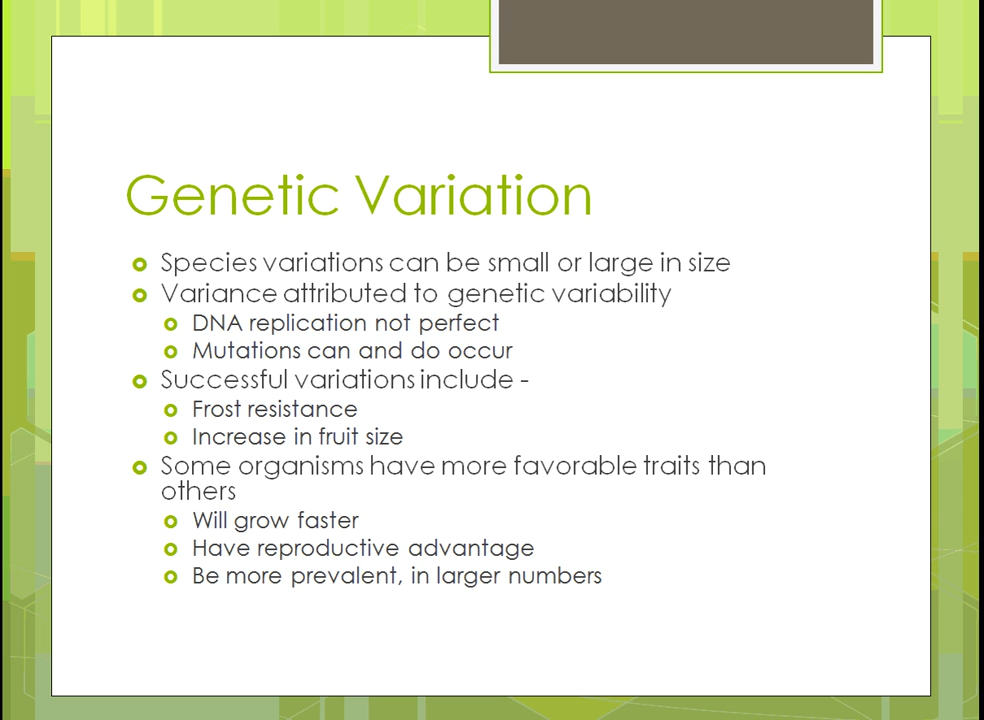 Genetic Variation
Species variations can be small or large in size
Variance attributed to genetic variability
DNA replication not perfect
Mutations can and do occur
Successful variations include -
Frost resistance
Increase in fruit size
Some organisms have more favorable traits than
others
Will grow faster
Have reproductive advantage
Be more prevalent, in larger numbers